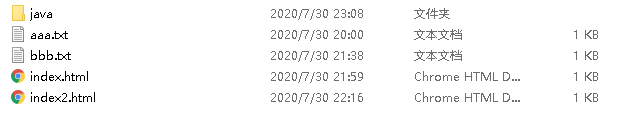 java 2020/7/30 23:08 文件夹
aaa.txt 2020/7/30 20:00 文本文档 1 KB
bbb.txt 2020/7/30 21:38 文本文档 1 KB
index.html 2020/7/30 21:59 Chrome HTML D... 1 KB
index2.html 2020/7/30 22:16 Chrome HTML D... 1 KB